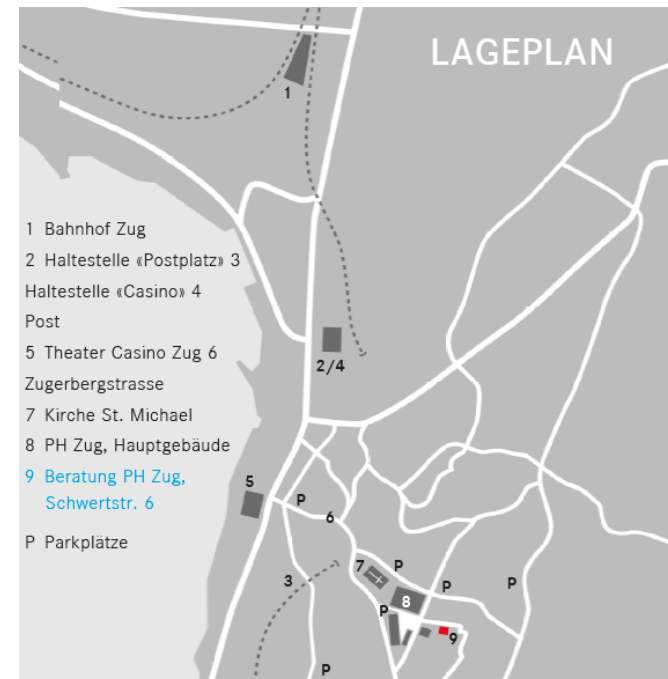 LAGEPLAN
1
1 Bahnhof Zug
2 Haltestelle «Postplatz» 3
Haltestelle «Casino» 4
Post
5 Theater Casino Zug 6
Zugerbergstrasse
7 Kirche St. Michael
8 PH Zug, Hauptgebäude
9 Beratung PH Zug,
Schwertstr. 6
P Parkplätze
2/4
5
P
6
7
P
3
P
P
8
P
9
P